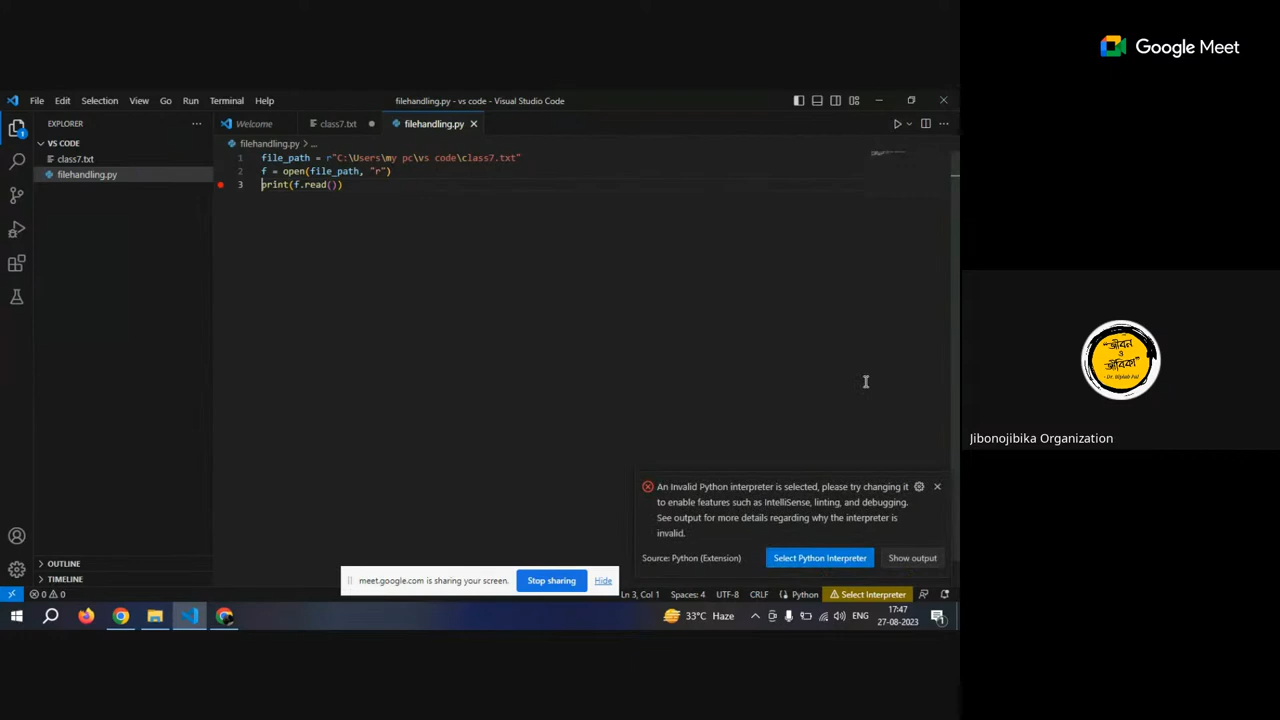 Google Meet
File Edit Selection View Go Run Terminal Help
filehandling.py - vs code - Visual Studio Code
EXPLORER
Welcome
class7.txt
filehandling.py
VS CODE
class7.txt
filehandling.py
filehandling.py > ...
1 file_path = r"C:\Users\my pc\vs code\class7.txt"
2 f = open(file_path, "r")
3 print(f.read())
1
"জীবন
ও
জীবিকা"
Jibonojibika Organization
An Invalid Python interpreter is selected, please try changing it
to enable features such as IntelliSense, linting, and debugging.
See output for more details regarding why the interpreter is
invalid.
Source: Python (Extension)
Select Python Interpreter
Show output
OUTLINE
TIMELINE
meet.google.com is sharing your screen.
Stop sharing
Hide
0 0
Ln 3, Col 1 Spaces: 4 UTF-8 CRLF Python Select Interpreter
33°C Haze
ENG
17:47
27-08-2023
1